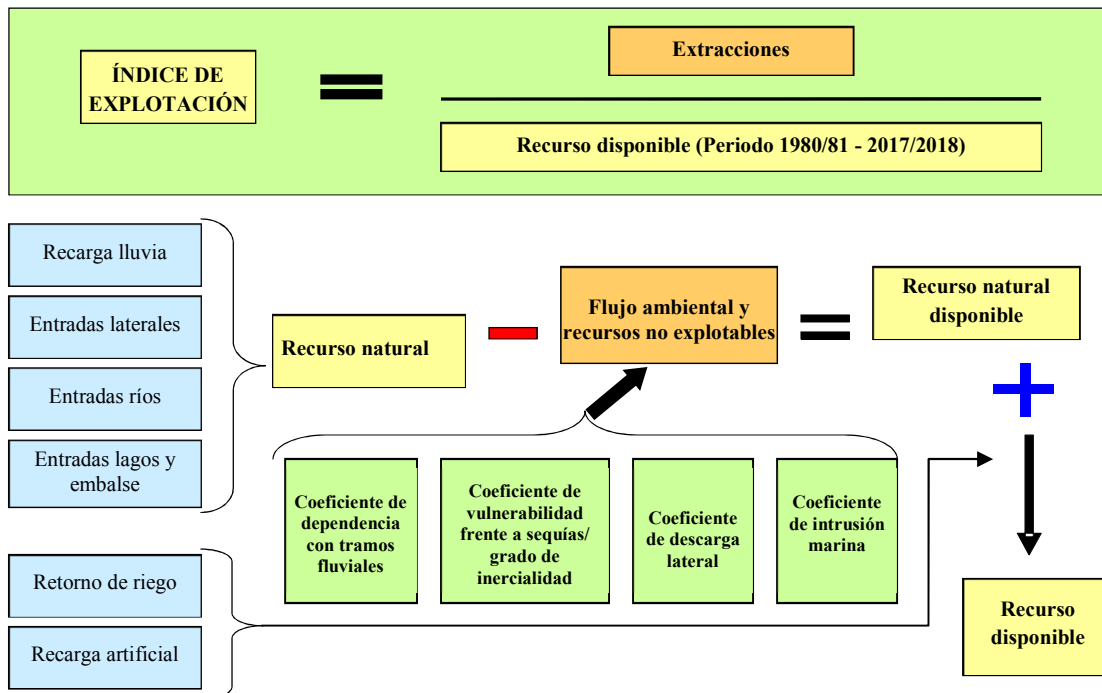 ÍNDICE DE
EXPLOTACIÓN
Extracciones
Recurso disponible (Periodo 1980/81 - 2017/2018)
Recarga lluvia
Entradas laterales
Entradas ríos
Entradas lagos y
embalse
Recurso natural
Flujo ambiental y
recursos no explotables
Recurso natural
disponible
Coeficiente de
dependencia
con tramos
fluviales
Coeficiente de
vulnerabilidad
frente a sequías/
grado de
inercialidad
Coeficiente
de descarga
lateral
Coeficiente
de intrusión
marina
Retorno de riego
Recarga artificial
Recurso
disponible